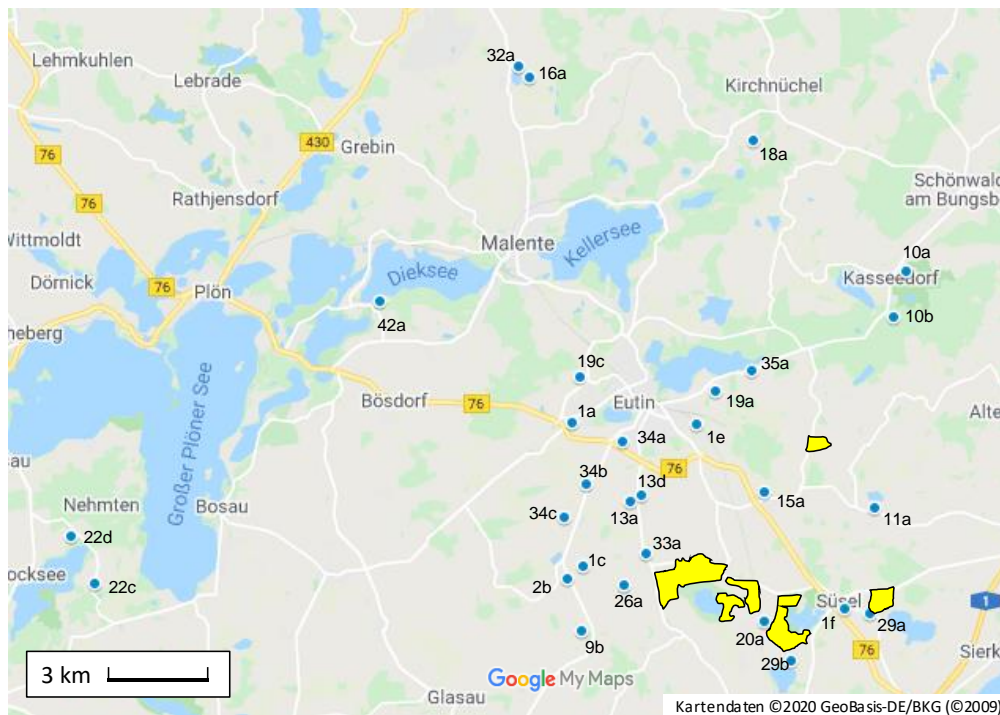 32a
16a
Lehmkuhlen
Lebrade
Kirchnüchel
430
Grebin
76
18a
Schönwald
am Bungsb
Rathjensdorf
76
Wittmoldt
Malente
Kellersee
Dieksee
10a
Kasseedorf
Dörnick
76
Plön
10b
42a
heberg
Großer Plöner See
19c
35a
Bösdorf
76
Eutin
19a
Alte
1a
1e
34a
au
76
34b
13d
15a
Nehmten
Bosau
34c
13a
11a
22d
33a
ocksee
22c
1c
2b
26a
Süsel
1
1f
29a
20a
9b
76
29b
Sierk
3 km
Google My Maps
Glasau
Kartendaten ©2020 GeoBasis-DE/BKG (©2009)